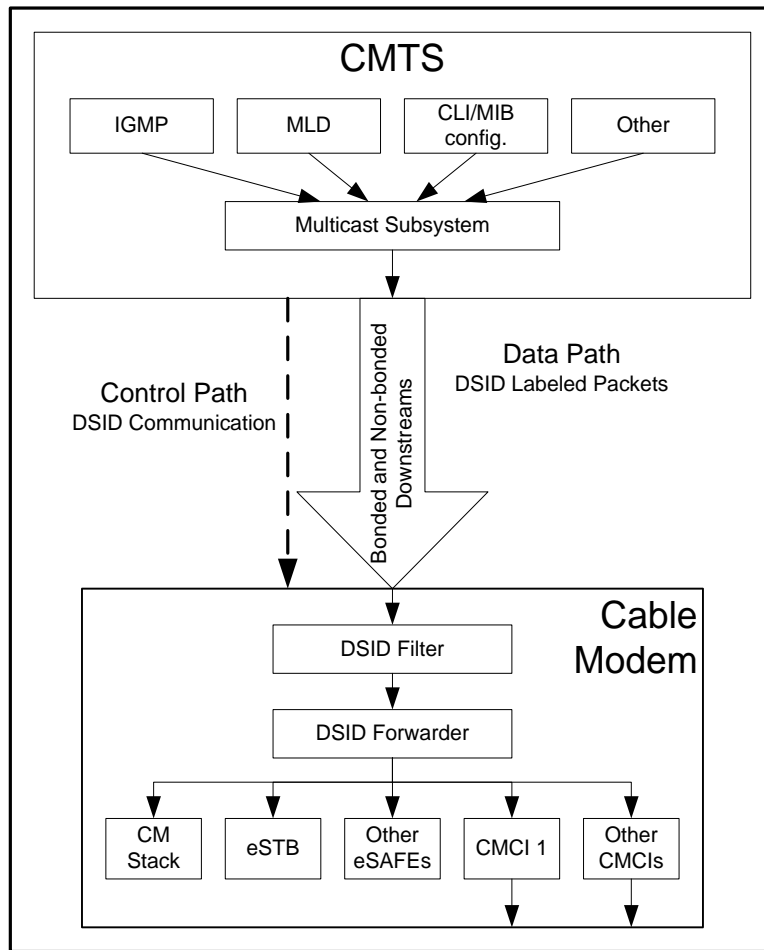 CMTS
IGMP
MLD
CLI/MIB
config.
Other
Multicast Subsystem
Control Path
DSID Communication
Bonded and Non-bonded
Downstreams
Data Path
DSID Labeled Packets
Cable
Modem
DSID Filter
DSID Forwarder
CM
Stack
eSTB
Other
eSAFEs
CMCI 1
Other
CMCIs